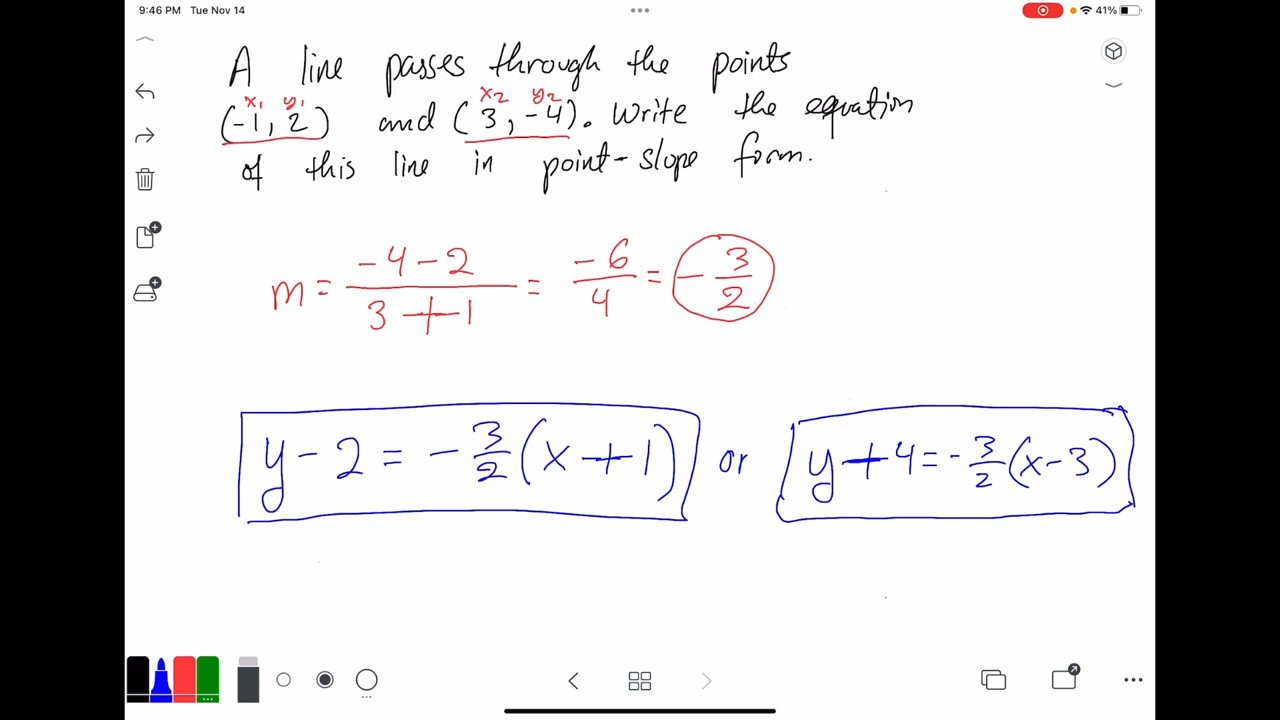 9:46 PM Tue Nov 14
41%
A line passes through the points
x₁ y₁ x₂ y₂
(-1, 2) and (3, -4). Write the equation
of this line in point-slope form.
m = (-4 - 2)/(3 + 1) = -6/4 = -3/2
y - 2 = -3/2 (x + 1) or y + 4 = -3/2 (x - 3)